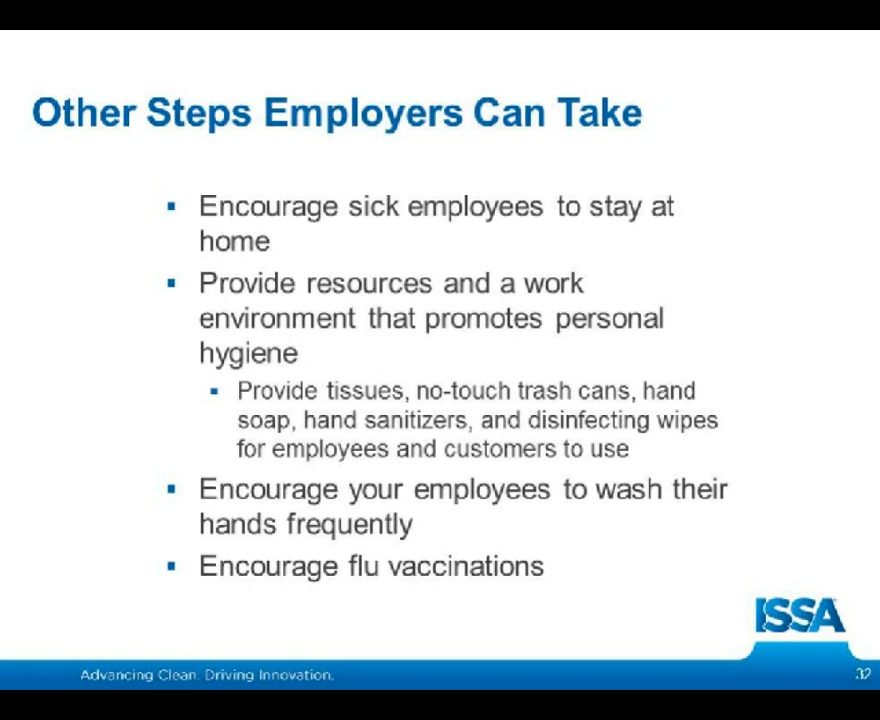 Other Steps Employers Can Take
▪ Encourage sick employees to stay at
home
▪ Provide resources and a work
environment that promotes personal
hygiene
▪ Provide tissues, no-touch trash cans, hand
soap, hand sanitizers, and disinfecting wipes
for employees and customers to use
▪ Encourage your employees to wash their
hands frequently
▪ Encourage flu vaccinations
ISSA
Advancing Clean. Driving Innovation.
32